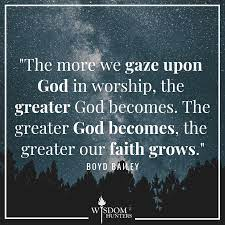 "The more we gaze upon
God in worship, the
greater God becomes. The
greater God becomes, the
greater our faith grows."
BOYD BAILEY
WISDOM
HUNTERS